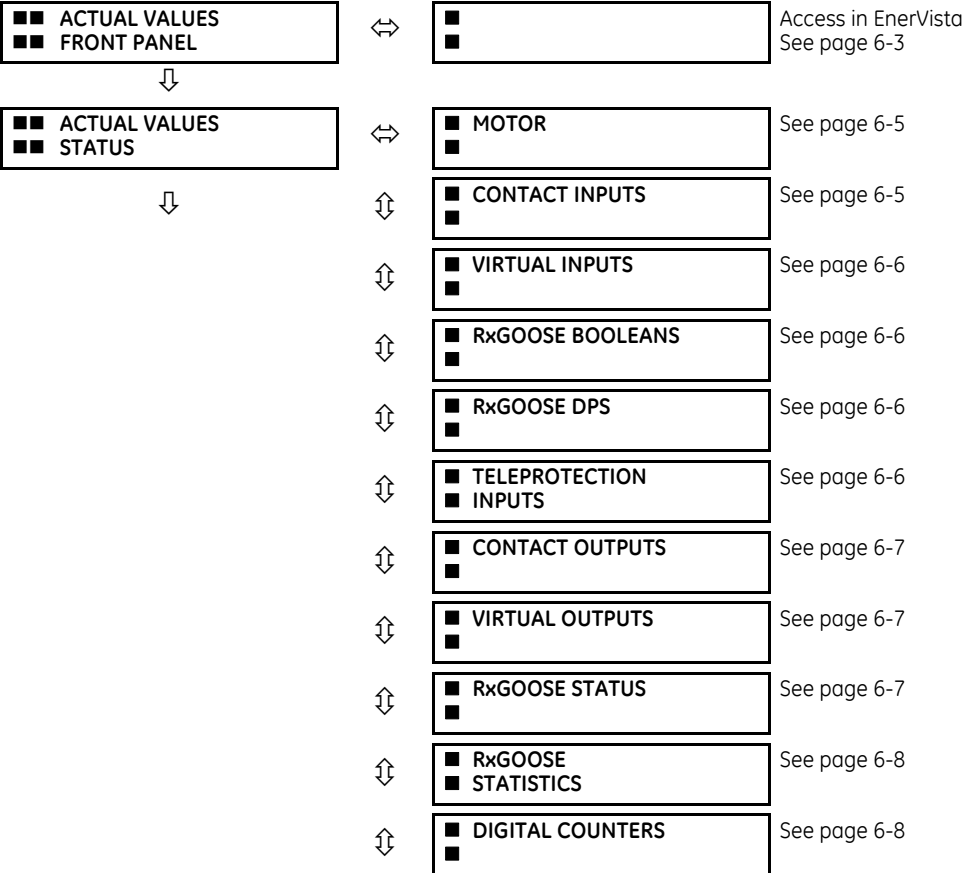 ■■ ACTUAL VALUES
■■ FRONT PANEL
■
■
Access in EnerVista
See page 6-3
■■ ACTUAL VALUES
■■ STATUS
■ MOTOR
■
See page 6-5
■ CONTACT INPUTS
■
See page 6-5
■ VIRTUAL INPUTS
■
See page 6-6
■ RxGOOSE BOOLEANS
■
See page 6-6
■ RxGOOSE DPS
■
See page 6-6
■ TELEPROTECTION
■ INPUTS
See page 6-6
■ CONTACT OUTPUTS
■
See page 6-7
■ VIRTUAL OUTPUTS
■
See page 6-7
■ RxGOOSE STATUS
■
See page 6-7
■ RxGOOSE
■ STATISTICS
See page 6-8
■ DIGITAL COUNTERS
■
See page 6-8